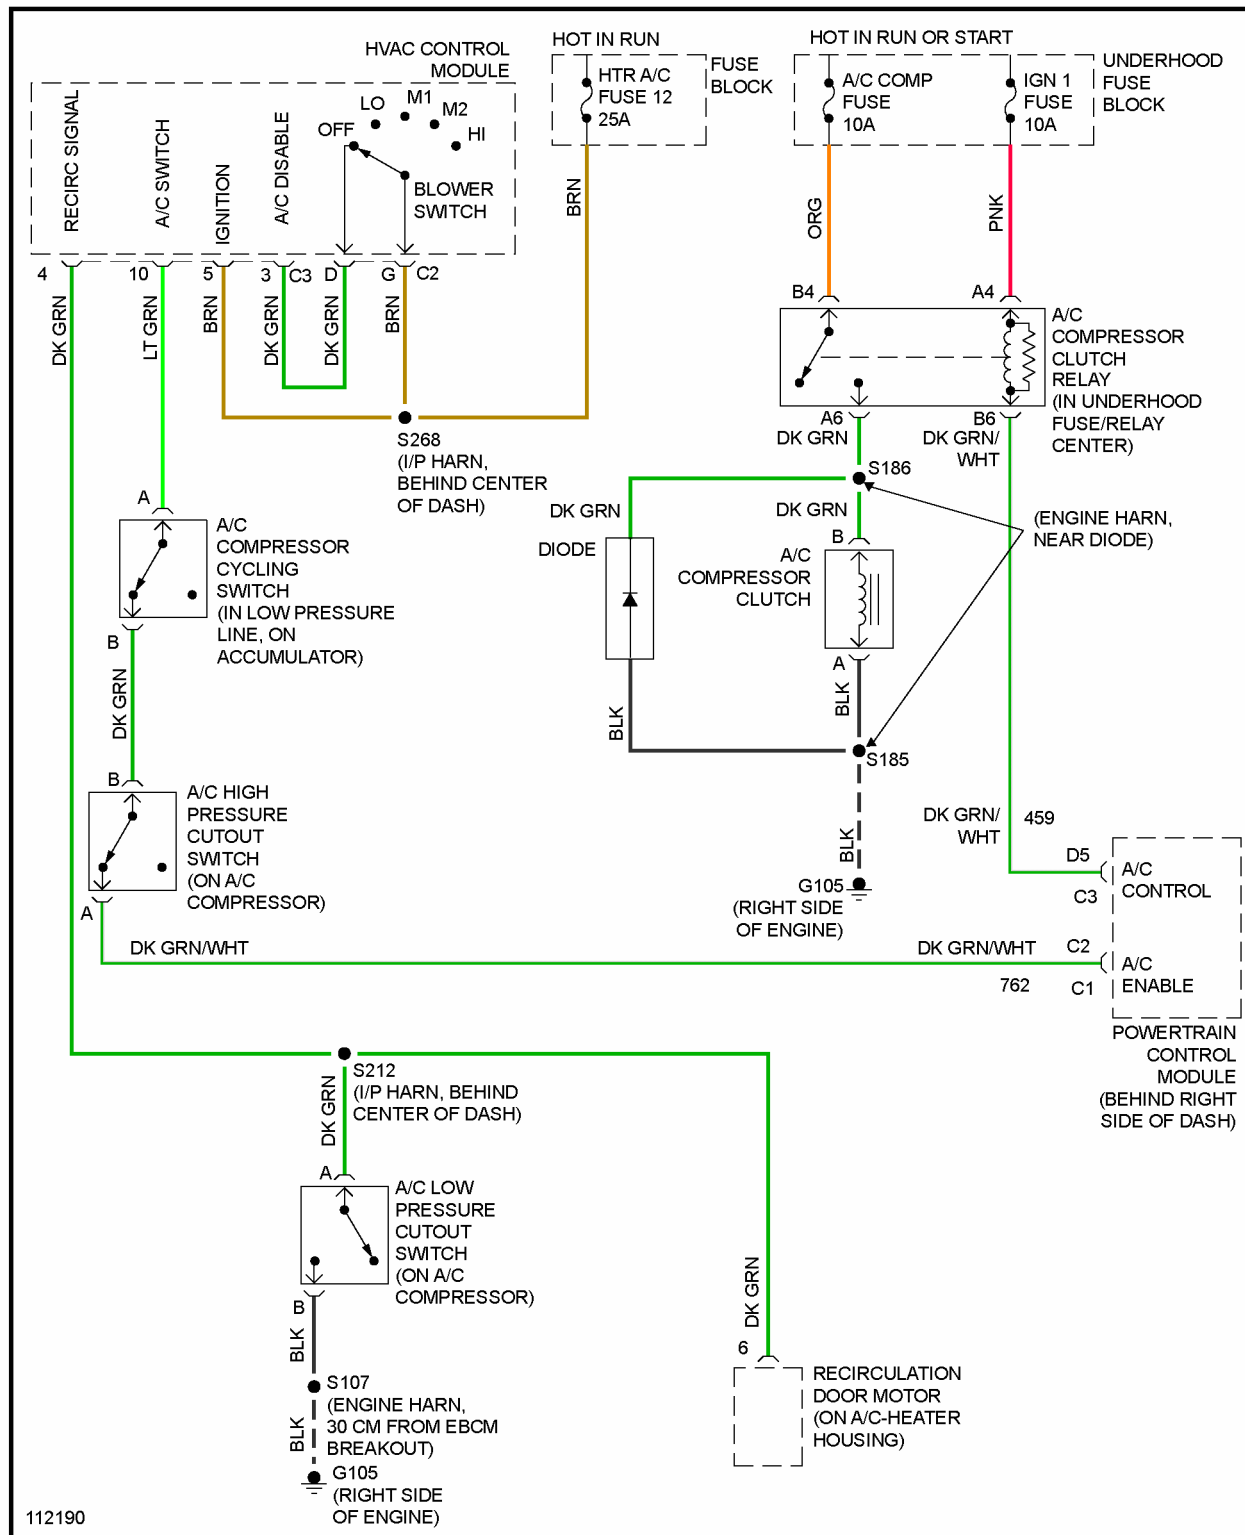 HVAC CONTROL
MODULE
RECIRC SIGNAL
A/C SWITCH
IGNITION
A/C DISABLE
OFF
LO
M1
M2
HI
BLOWER
SWITCH
HOT IN RUN
HTR A/C
FUSE 12
25A
FUSE
BLOCK
HOT IN RUN OR START
A/C COMP
FUSE
10A
IGN 1
FUSE
10A
UNDERHOOD
FUSE
BLOCK
4
10
5
3
C3
D
G
C2
DK GRN
LT GRN
BRN
DK GRN
DK GRN
BRN
BRN
ORG
PNK
B4
A4
A/C
COMPRESSOR
CLUTCH
RELAY
(IN UNDERHOOD
FUSE/RELAY
CENTER)
A6
B6
DK GRN
DK GRN/
WHT
S268
(I/P HARN,
BEHIND CENTER
OF DASH)
S186
DK GRN
DK GRN
(ENGINE HARN,
NEAR DIODE)
A
A/C
COMPRESSOR
CYCLING
SWITCH
(IN LOW PRESSURE
LINE, ON
ACCUMULATOR)
B
DK GRN
DIODE
B
A/C
COMPRESSOR
CLUTCH
A
BLK
BLK
S185
B
A/C HIGH
PRESSURE
CUTOUT
SWITCH
(ON A/C
COMPRESSOR)
A
BLK
G105
(RIGHT SIDE
OF ENGINE)
DK GRN/
WHT
459
D5
C3
A/C
CONTROL
DK GRN/WHT
DK GRN/WHT
762
C2
C1
A/C
ENABLE
POWERTRAIN
CONTROL
MODULE
(BEHIND RIGHT
SIDE OF DASH)
S212
(I/P HARN, BEHIND
CENTER OF DASH)
DK GRN
A
A/C LOW
PRESSURE
CUTOUT
SWITCH
(ON A/C
COMPRESSOR)
B
BLK
S107
(ENGINE HARN,
30 CM FROM EBCM
BREAKOUT)
BLK
G105
(RIGHT SIDE
OF ENGINE)
DK GRN
6
RECIRCULATION
DOOR MOTOR
(ON A/C-HEATER
HOUSING)
112190